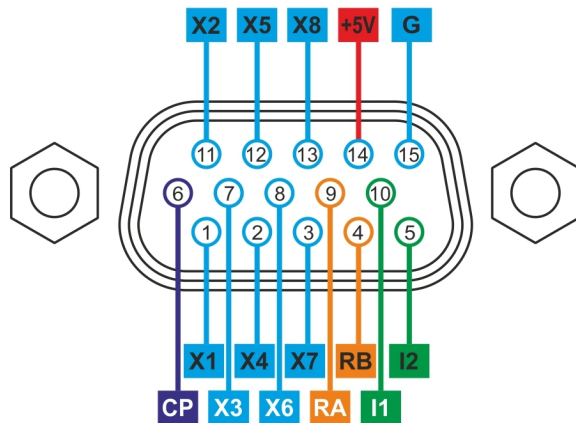 X2 X5 X8 +5V G
11 12 13 14 15
6 7 8 9 10
1 2 3 4 5
X1 X4 X7 RB I2
CP X3 X6 RA I1